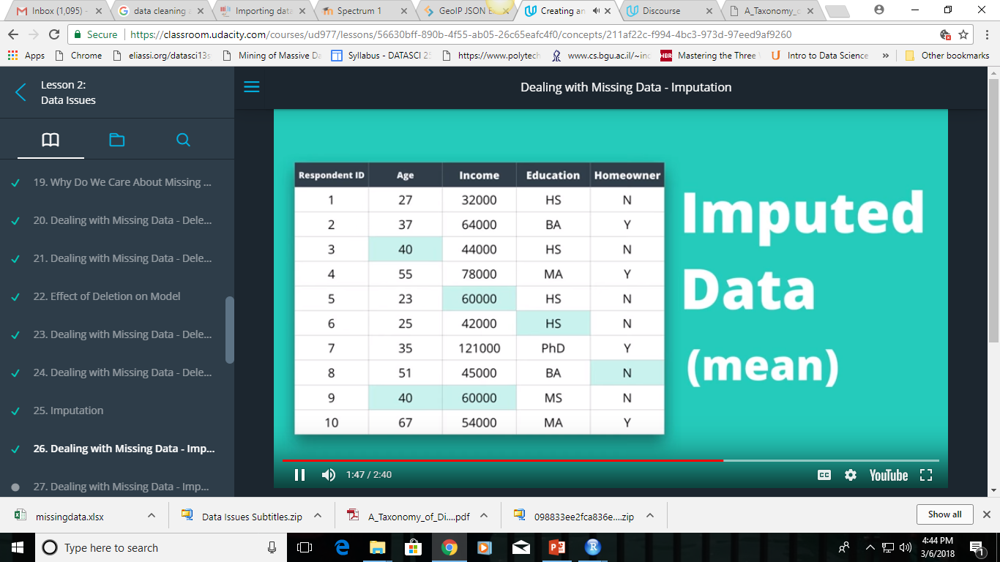 Inbox (1,095) -
data cleaning
Importing data
Spectrum 1
GeoIP JSON
Creating an
Discourse
A_Taxonomy_
Secure
https://classroom.udacity.com/courses/ud977/lessons/56630bff-890b-4f55-ab05-26c65eafc4f0/concepts/211af22c-f994-4bc3-973d-97eed9af9260
Apps
Chrome
eliassi.org/datasci13s
Mining of Massive Da
Syllabus - DATASCI 25
https://www.polytech
www.cs.bgu.ac.il/~in
HBR Mastering the Three
Intro to Data Science
»
Other bookmarks
Lesson 2:
Data Issues
Dealing with Missing Data - Imputation
19. Why Do We Care About Missing ...
20. Dealing with Missing Data - Dele...
21. Dealing with Missing Data - Dele...
22. Effect of Deletion on Model
23. Dealing with Missing Data - Dele...
24. Dealing with Missing Data - Dele...
25. Imputation
26. Dealing with Missing Data - Imp...
27. Dealing with Missing Data - Imp...
Respondent ID Age Income Education Homeowner
1 27 32000 HS N
2 37 64000 BA Y
3 40 44000 HS N
4 55 78000 MA Y
5 23 60000 HS N
6 25 42000 HS N
7 35 121000 PhD Y
8 51 45000 BA N
9 40 60000 MS N
10 67 54000 MA Y
Imputed
Data
(mean)
1:47 / 2:40
CC
YouTube
missingdata.xlsx
Data Issues Subtitles.zip
A_Taxonomy_of_Di....pdf
098833ee2fca836e....zip
Show all
Type here to search
4:44 PM
3/6/2018
1